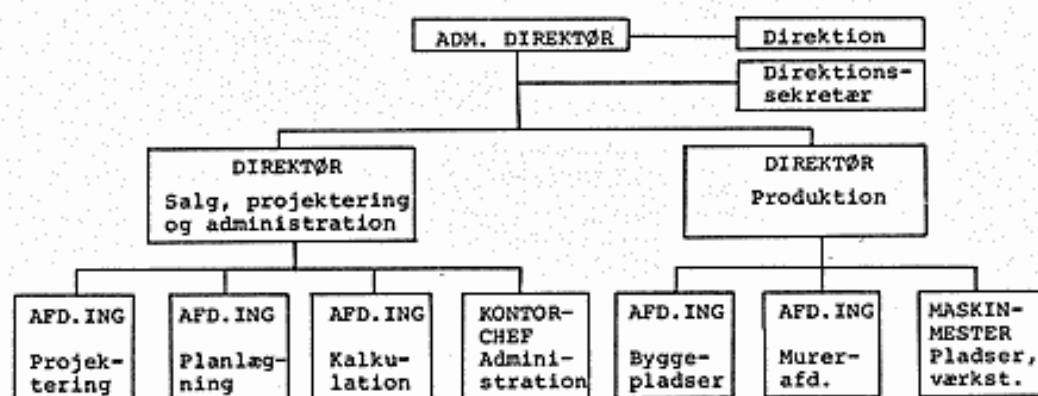 ADM. DIREKTØR
Direktion
Direktions-
sekretær
DIREKTØR
Salg, projektering
og administration
DIREKTØR
Produktion
AFD.ING
Projek-
tering
AFD.ING
Planlæg-
ning
AFD.ING
Kalku-
lation
KONTOR-
CHEF
Admini-
stration
AFD.ING
Bygge-
pladser
AFD.ING
Murer-
afd.
MASKIN-
MESTER
Pladser,
værkst.